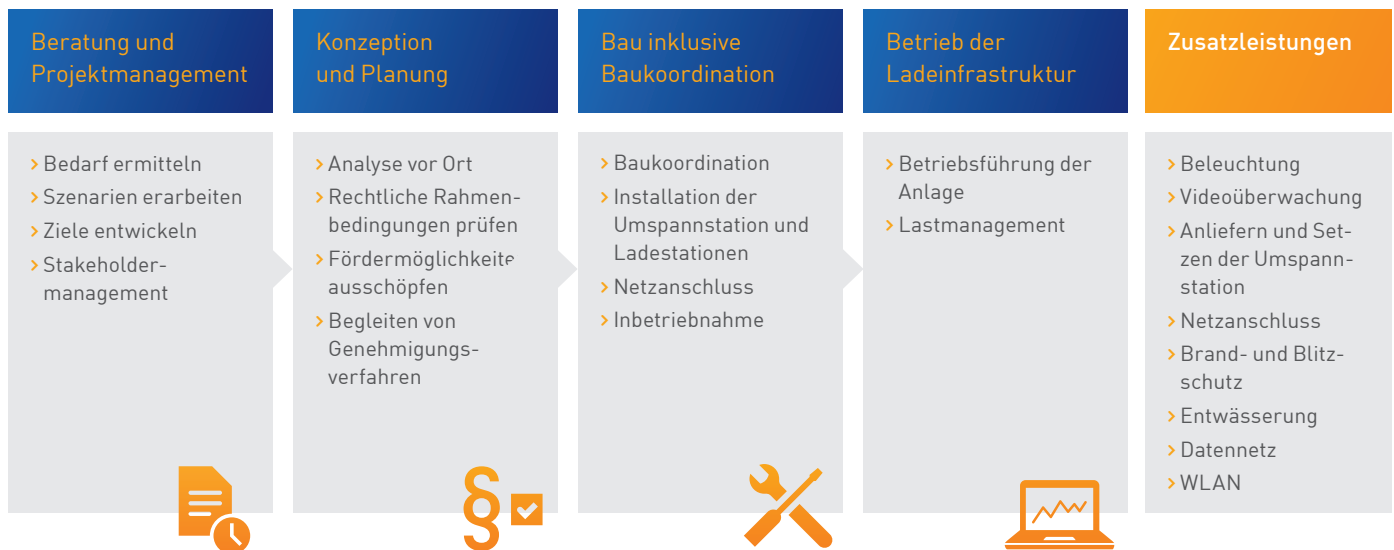 Beratung und
Projektmanagement
> Bedarf ermitteln
> Szenarien erarbeiten
> Ziele entwickeln
> Stakeholder-
management
Konzeption
und Planung
> Analyse vor Ort
> Rechtliche Rahmen-
bedingungen prüfen
> Fördermöglichkeite
ausschöpfen
> Begleiten von
Genehmigungs-
verfahren
§
Bau inklusive
Baukoordination
> Baukoordination
> Installation der
Umspannstation und
Ladestationen
> Netzanschluss
> Inbetriebnahme
Betrieb der
Ladeinfrastruktur
> Betriebsführung der
Anlage
> Lastmanagement
Zusatzleistungen
> Beleuchtung
> Videoüberwachung
> Anliefern und Set-
zen der Umspann-
station
> Netzanschluss
> Brand- und Blitz-
schutz
> Entwässerung
> Datennetz
> WLAN